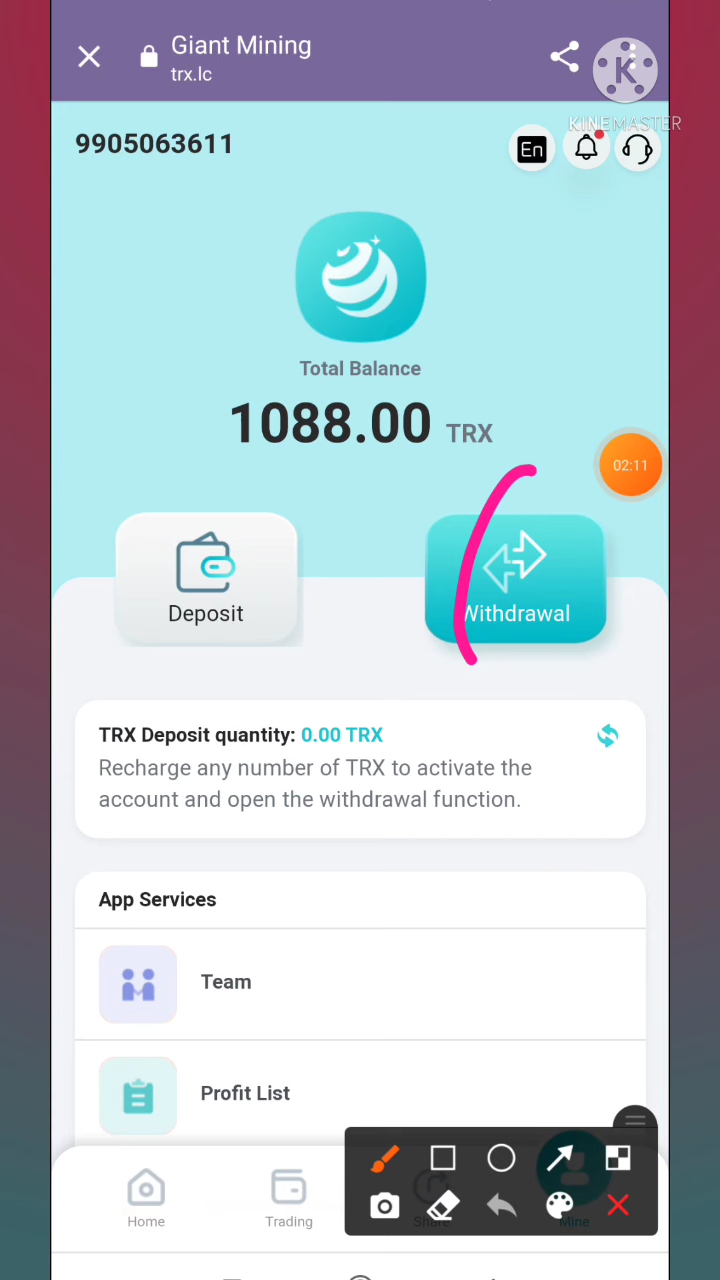 Giant Mining
trx.lc
KINEMASTER
9905063611
En
Total Balance
1088.00 TRX
02:11
Deposit
Withdrawal
TRX Deposit quantity: 0.00 TRX
Recharge any number of TRX to activate the
account and open the withdrawal function.
App Services
Team
Profit List
Home
Trading
Share
Mine